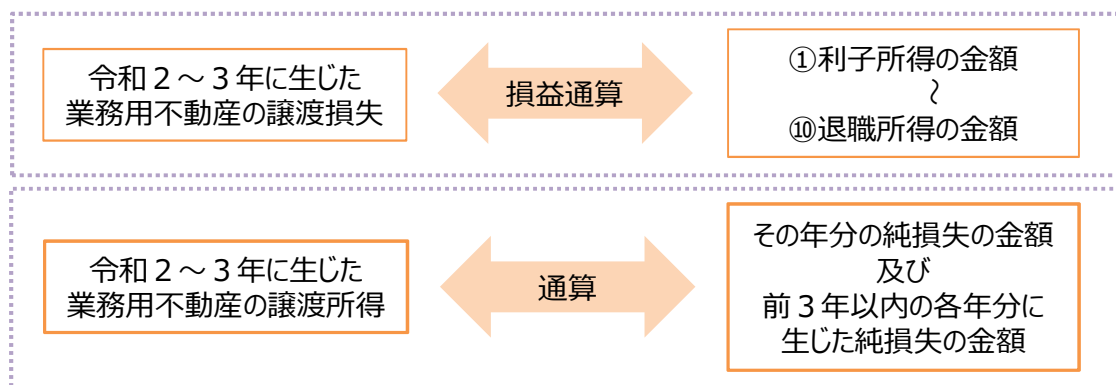 令和２～３年に生じた
業務用不動産の譲渡損失
損益通算
①利子所得の金額
～
⑩退職所得の金額
令和２～３年に生じた
業務用不動産の譲渡所得
通算
その年分の純損失の金額
及び
前３年以内の各年分に
生じた純損失の金額